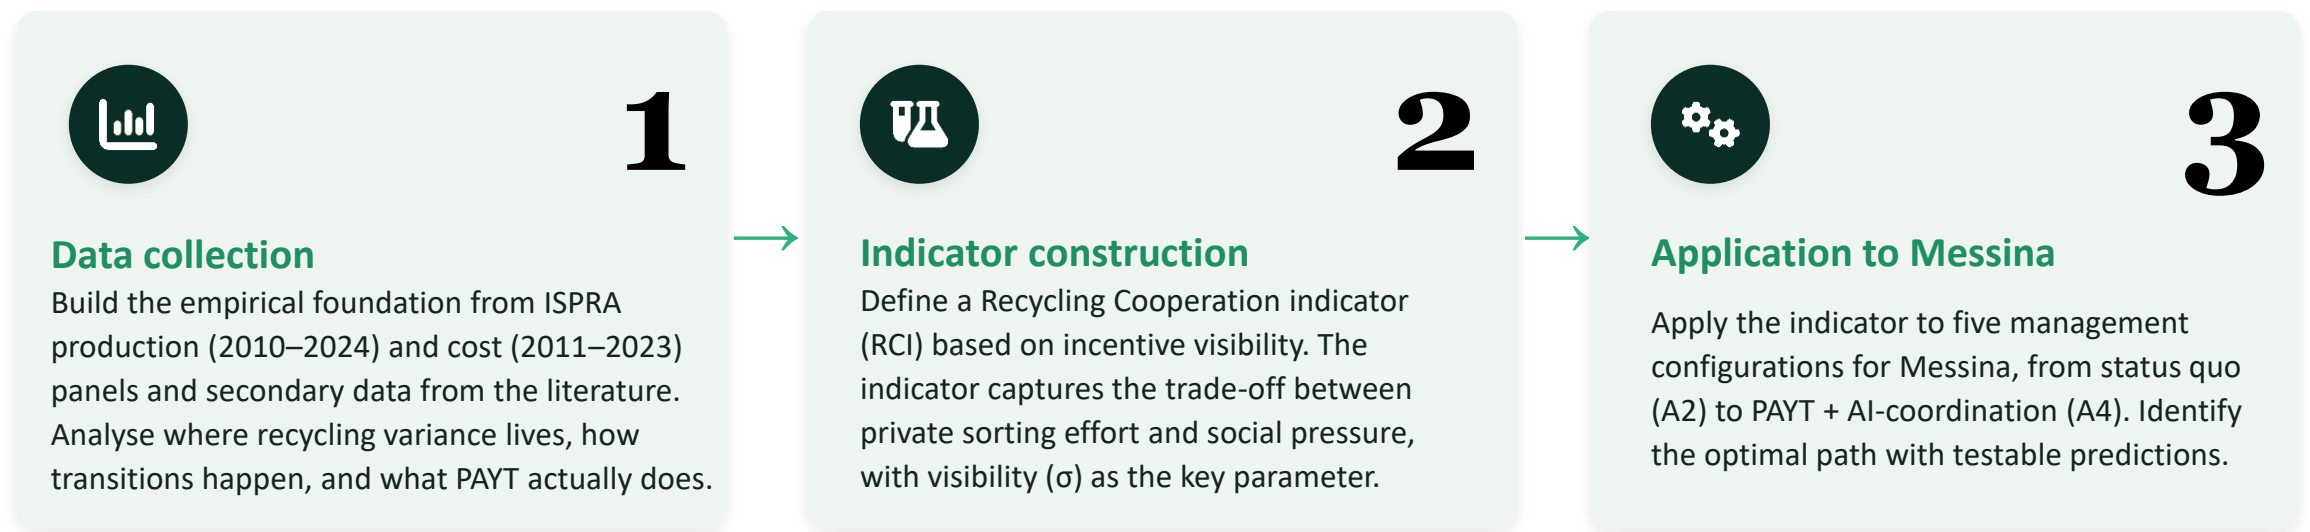 1
Data collection
Build the empirical foundation from ISPRA
production (2010–2024) and cost (2011–2023)
panels and secondary data from the literature.
Analyse where recycling variance lives, how
transitions happen, and what PAYT actually does.
2
Indicator construction
Define a Recycling Cooperation indicator
(RCI) based on incentive visibility. The
indicator captures the trade-off between
private sorting effort and social pressure,
with visibility (σ) as the key parameter.
3
Application to Messina
Apply the indicator to five management
configurations for Messina, from status quo
(A2) to PAYT + AI-coordination (A4). Identify
the optimal path with testable predictions.